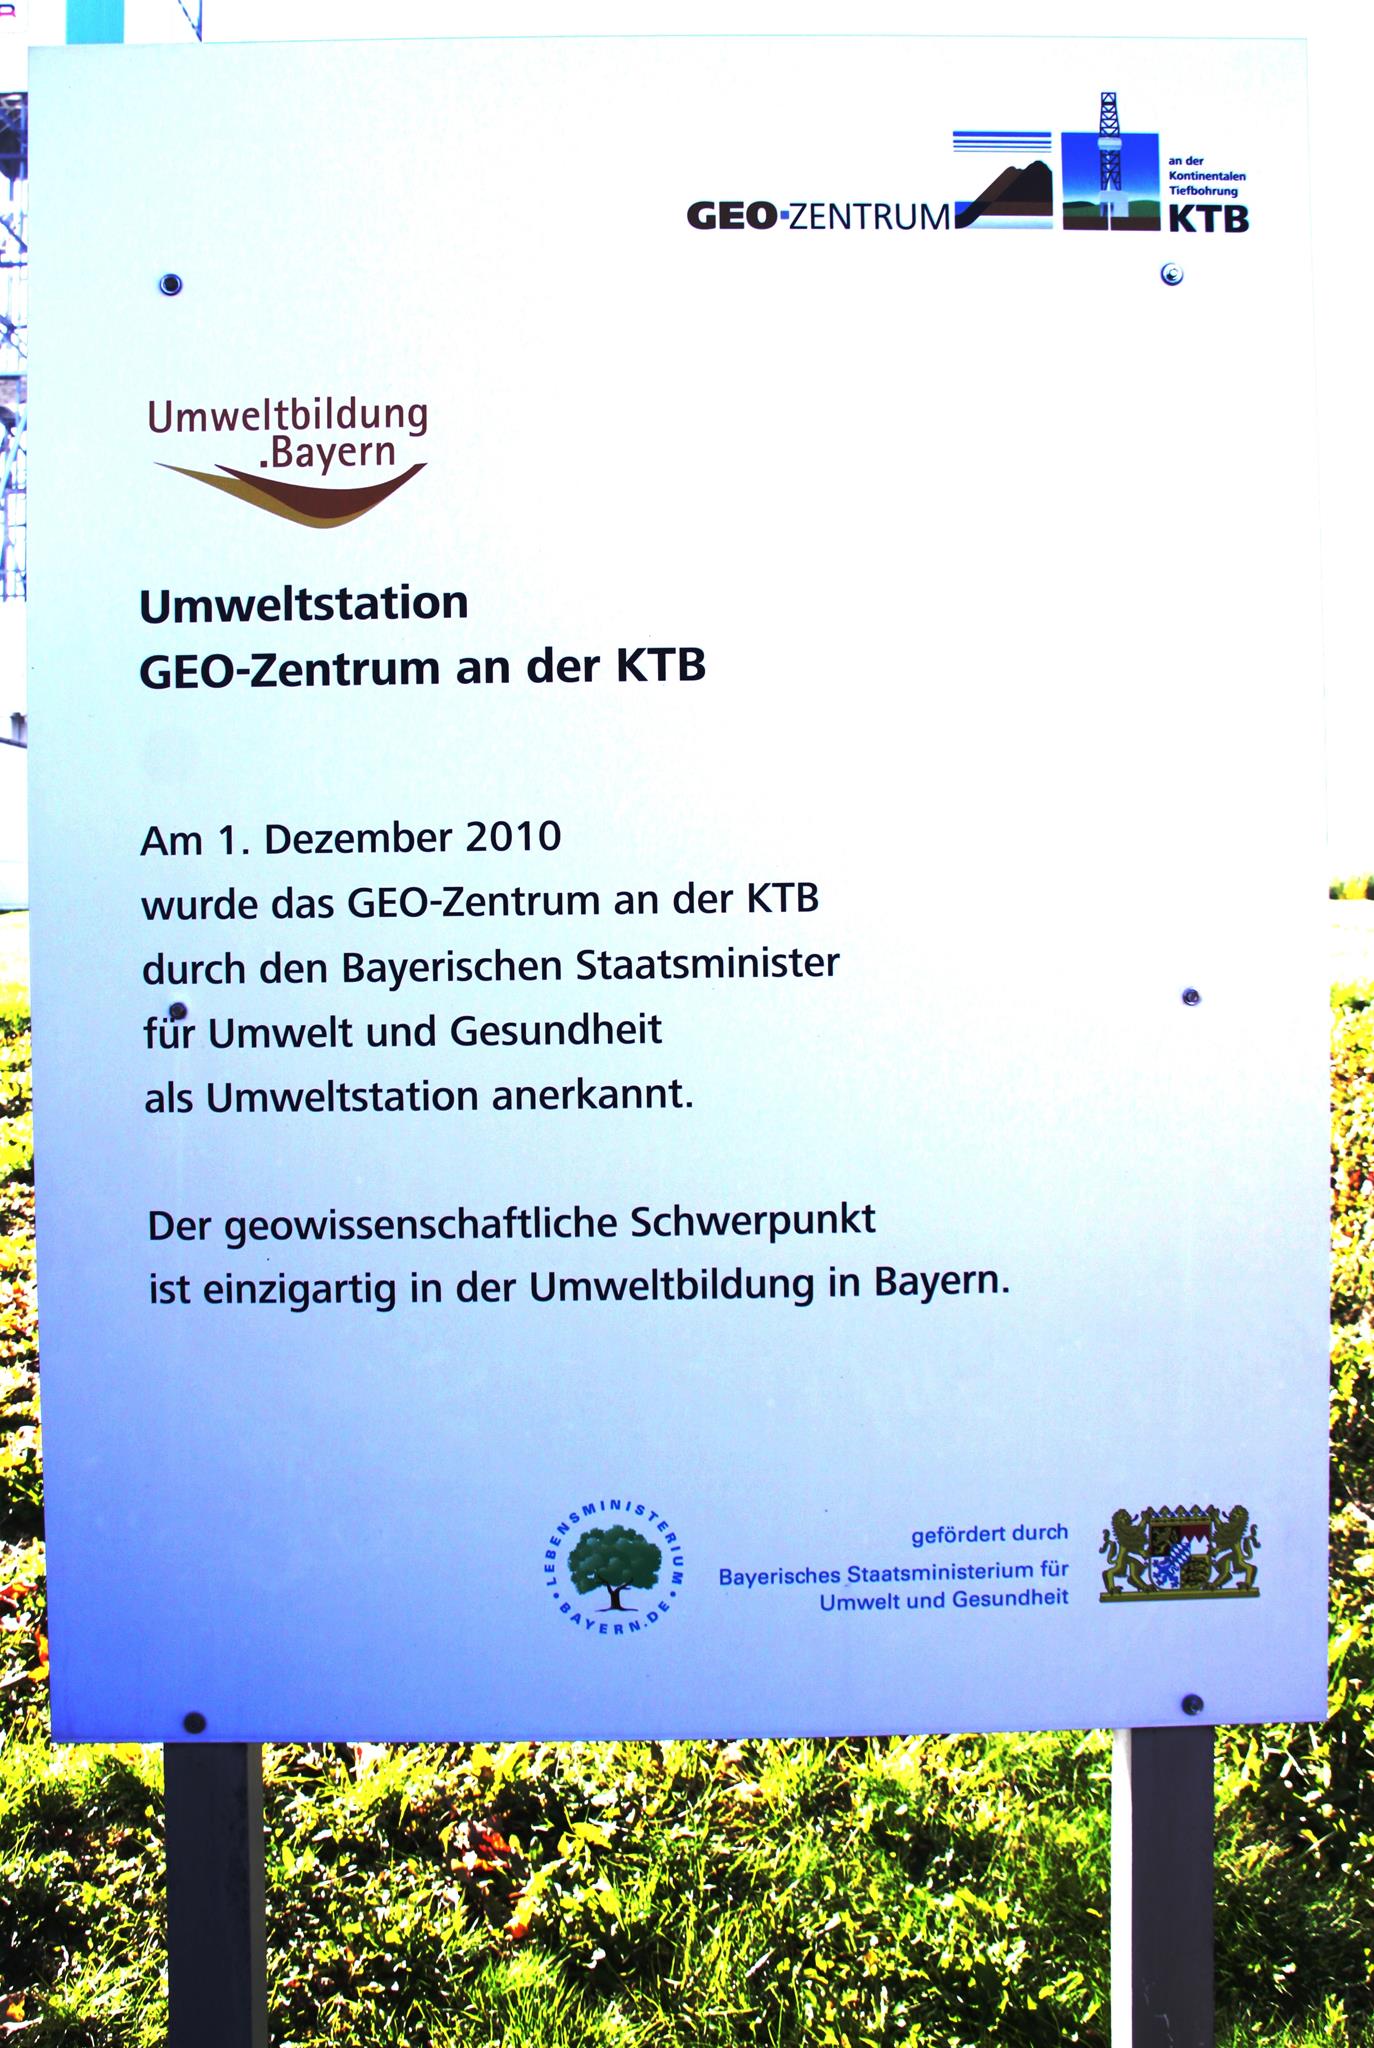 an der
Kontinentalen
Tiefbohrung
GEO-ZENTRUM KTB
Umweltbildung
.Bayern
Umweltstation
GEO-Zentrum an der KTB
Am 1. Dezember 2010
wurde das GEO-Zentrum an der KTB
durch den Bayerischen Staatsminister
für Umwelt und Gesundheit
als Umweltstation anerkannt.
Der geowissenschaftliche Schwerpunkt
ist einzigartig in der Umweltbildung in Bayern.
• LEBENSMINISTERIUM •
BAYERN.DE
gefördert durch
Bayerisches Staatsministerium für
Umwelt und Gesundheit